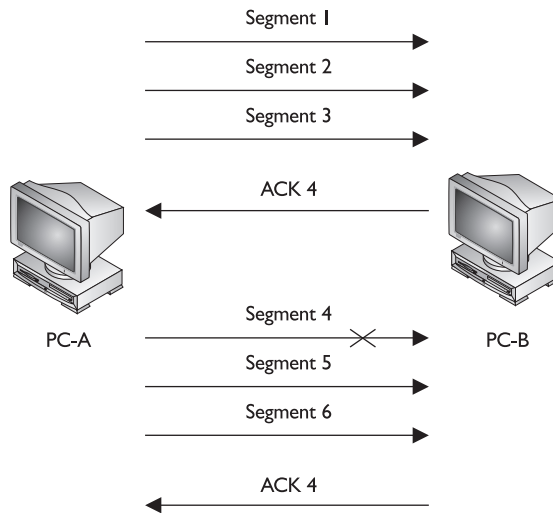 Segment 1
Segment 2
Segment 3
ACK 4
PC-A
PC-B
Segment 4
Segment 5
Segment 6
ACK 4